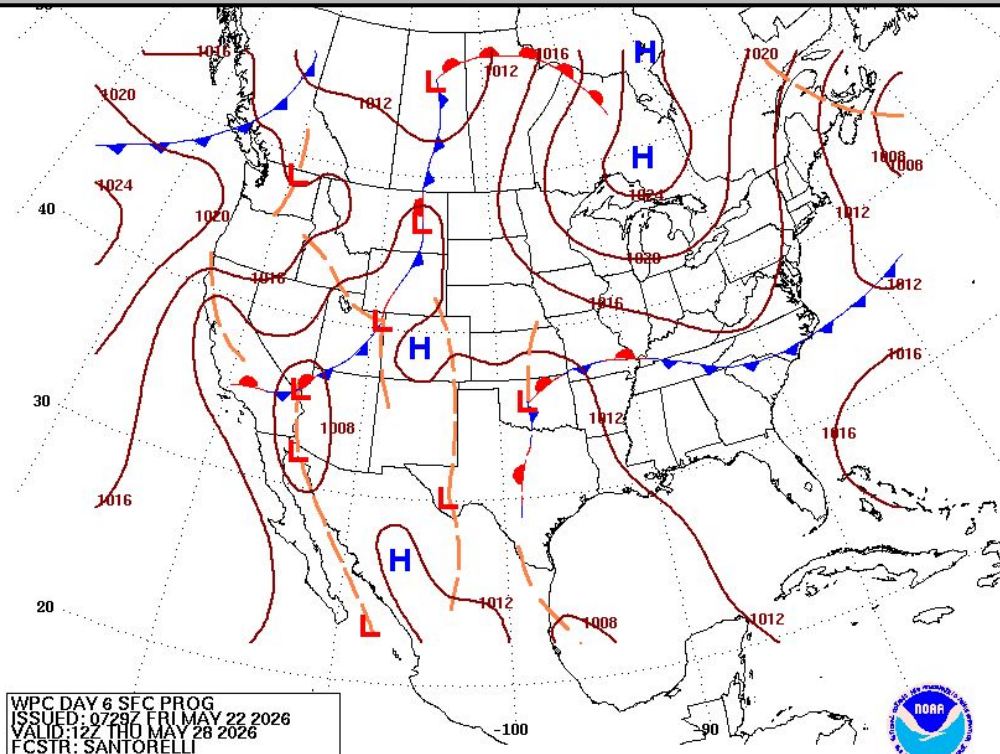 1016
1016
1020
1020
1012
1012
H
L
1024
L
H
1008
1008
1024
40
1020
L
1012
1020
1016
1012
1016
L
H
1016
L
L
30
1008
1012
1016
L
L
1016
H
20
1012
1008
1012
L
-100
-90
WPC DAY 6 SFC PROG
ISSUED: 0729Z FRI MAY 22 2026
VALID:12Z THU MAY 28 2026
FCSTR: SANTORELLI
NOAA